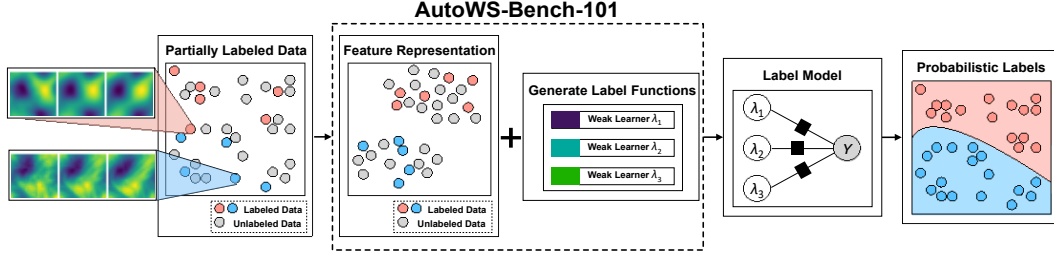 AutoWS-Bench-101
Partially Labeled Data
Labeled Data
Unlabeled Data
Feature Representation
Labeled Data
Unlabeled Data
+
Generate Label Functions
Weak Learner λ₁
Weak Learner λ₂
Weak Learner λ₃
Label Model
λ₁
λ₂
λ₃
Y
Probabilistic Labels